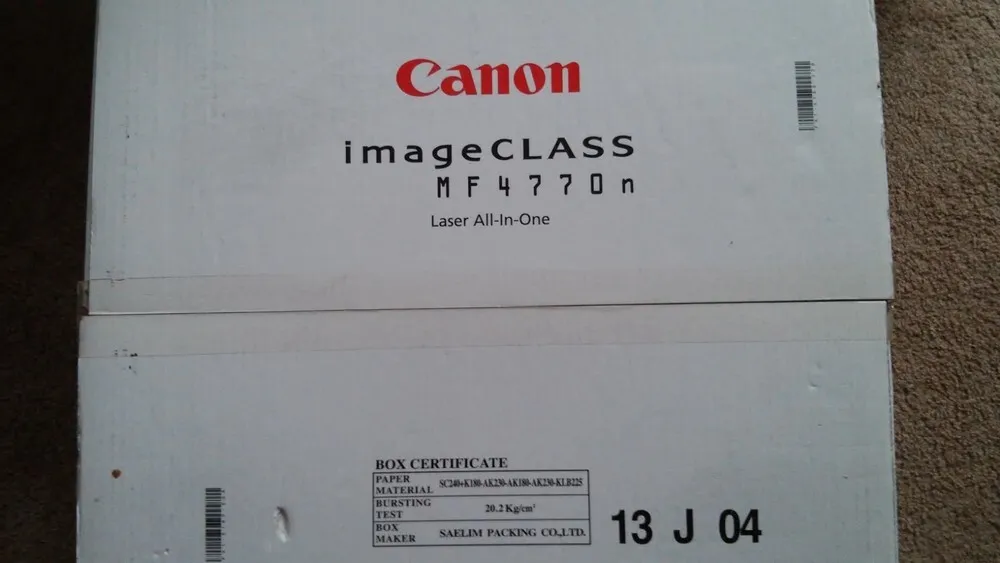 Canon
imageCLASS
MF4770n
Laser All-In-One
BOX CERTIFICATE
PAPER MATERIAL SC240+K180-AK230-AK180-AK230-KLB225
BURSTING TEST 20.2 Kg/cm²
BOX MAKER SAELIM PACKING CO.,LTD.
13 J 04